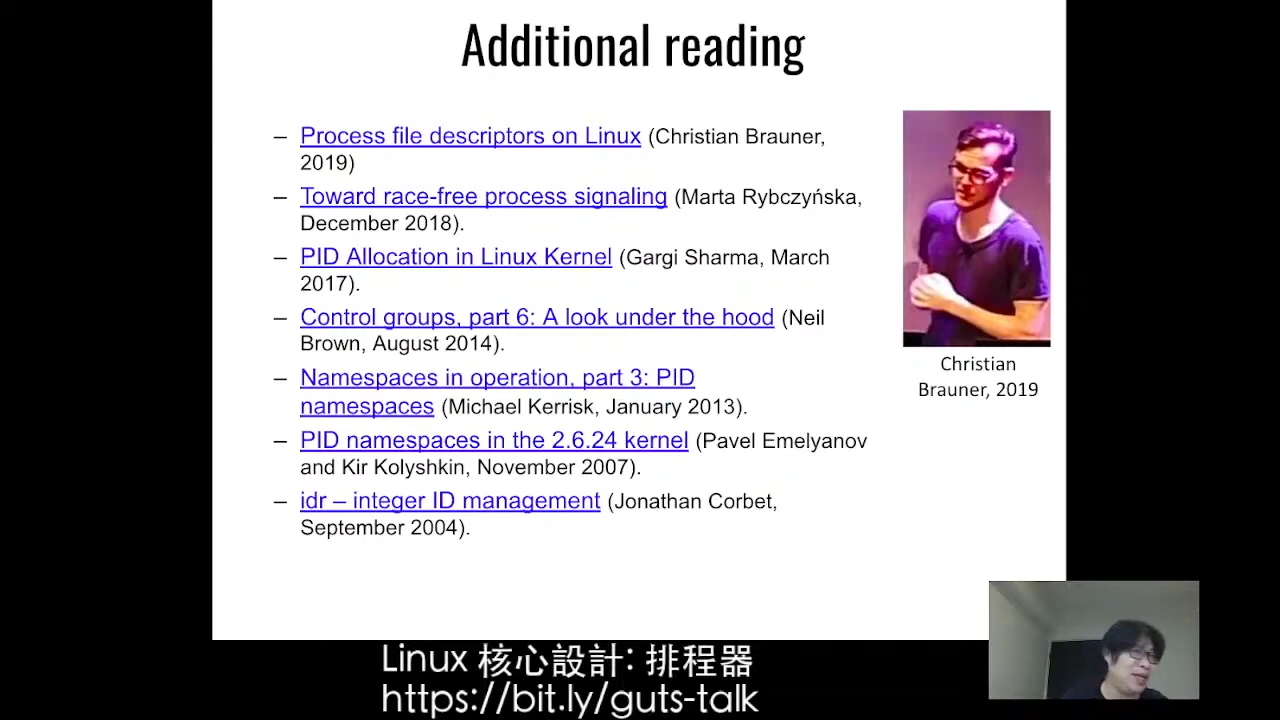 Additional reading
– Process file descriptors on Linux (Christian Brauner,
2019)
– Toward race-free process signaling (Marta Rybczyńska,
December 2018).
– PID Allocation in Linux Kernel (Gargi Sharma, March
2017).
– Control groups, part 6: A look under the hood (Neil
Brown, August 2014).
– Namespaces in operation, part 3: PID
namespaces (Michael Kerrisk, January 2013).
– PID namespaces in the 2.6.24 kernel (Pavel Emelyanov
and Kir Kolyshkin, November 2007).
– idr – integer ID management (Jonathan Corbet,
September 2004).
Christian
Brauner, 2019
Linux 核心設計: 排程器
https://bit.ly/guts-talk